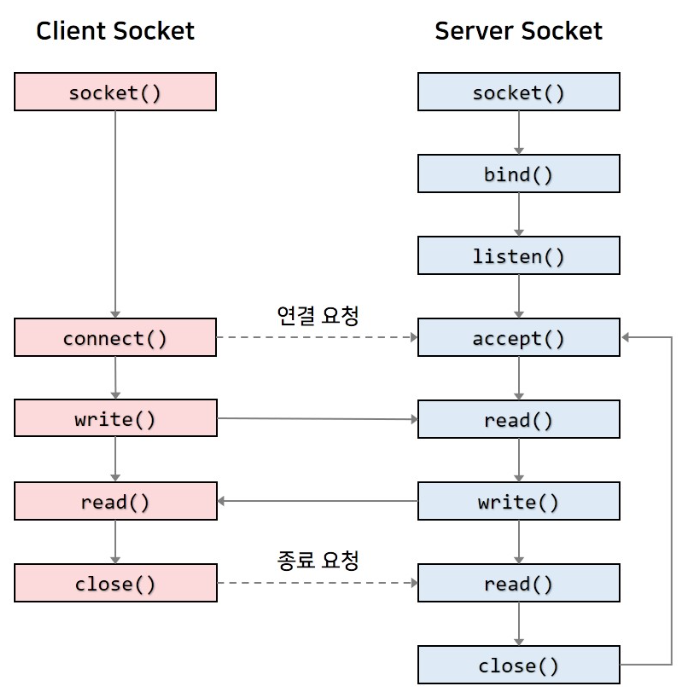 Client Socket
Server Socket
socket()
socket()
bind()
listen()
연결 요청
connect()
accept()
write()
read()
read()
write()
종료 요청
close()
read()
close()